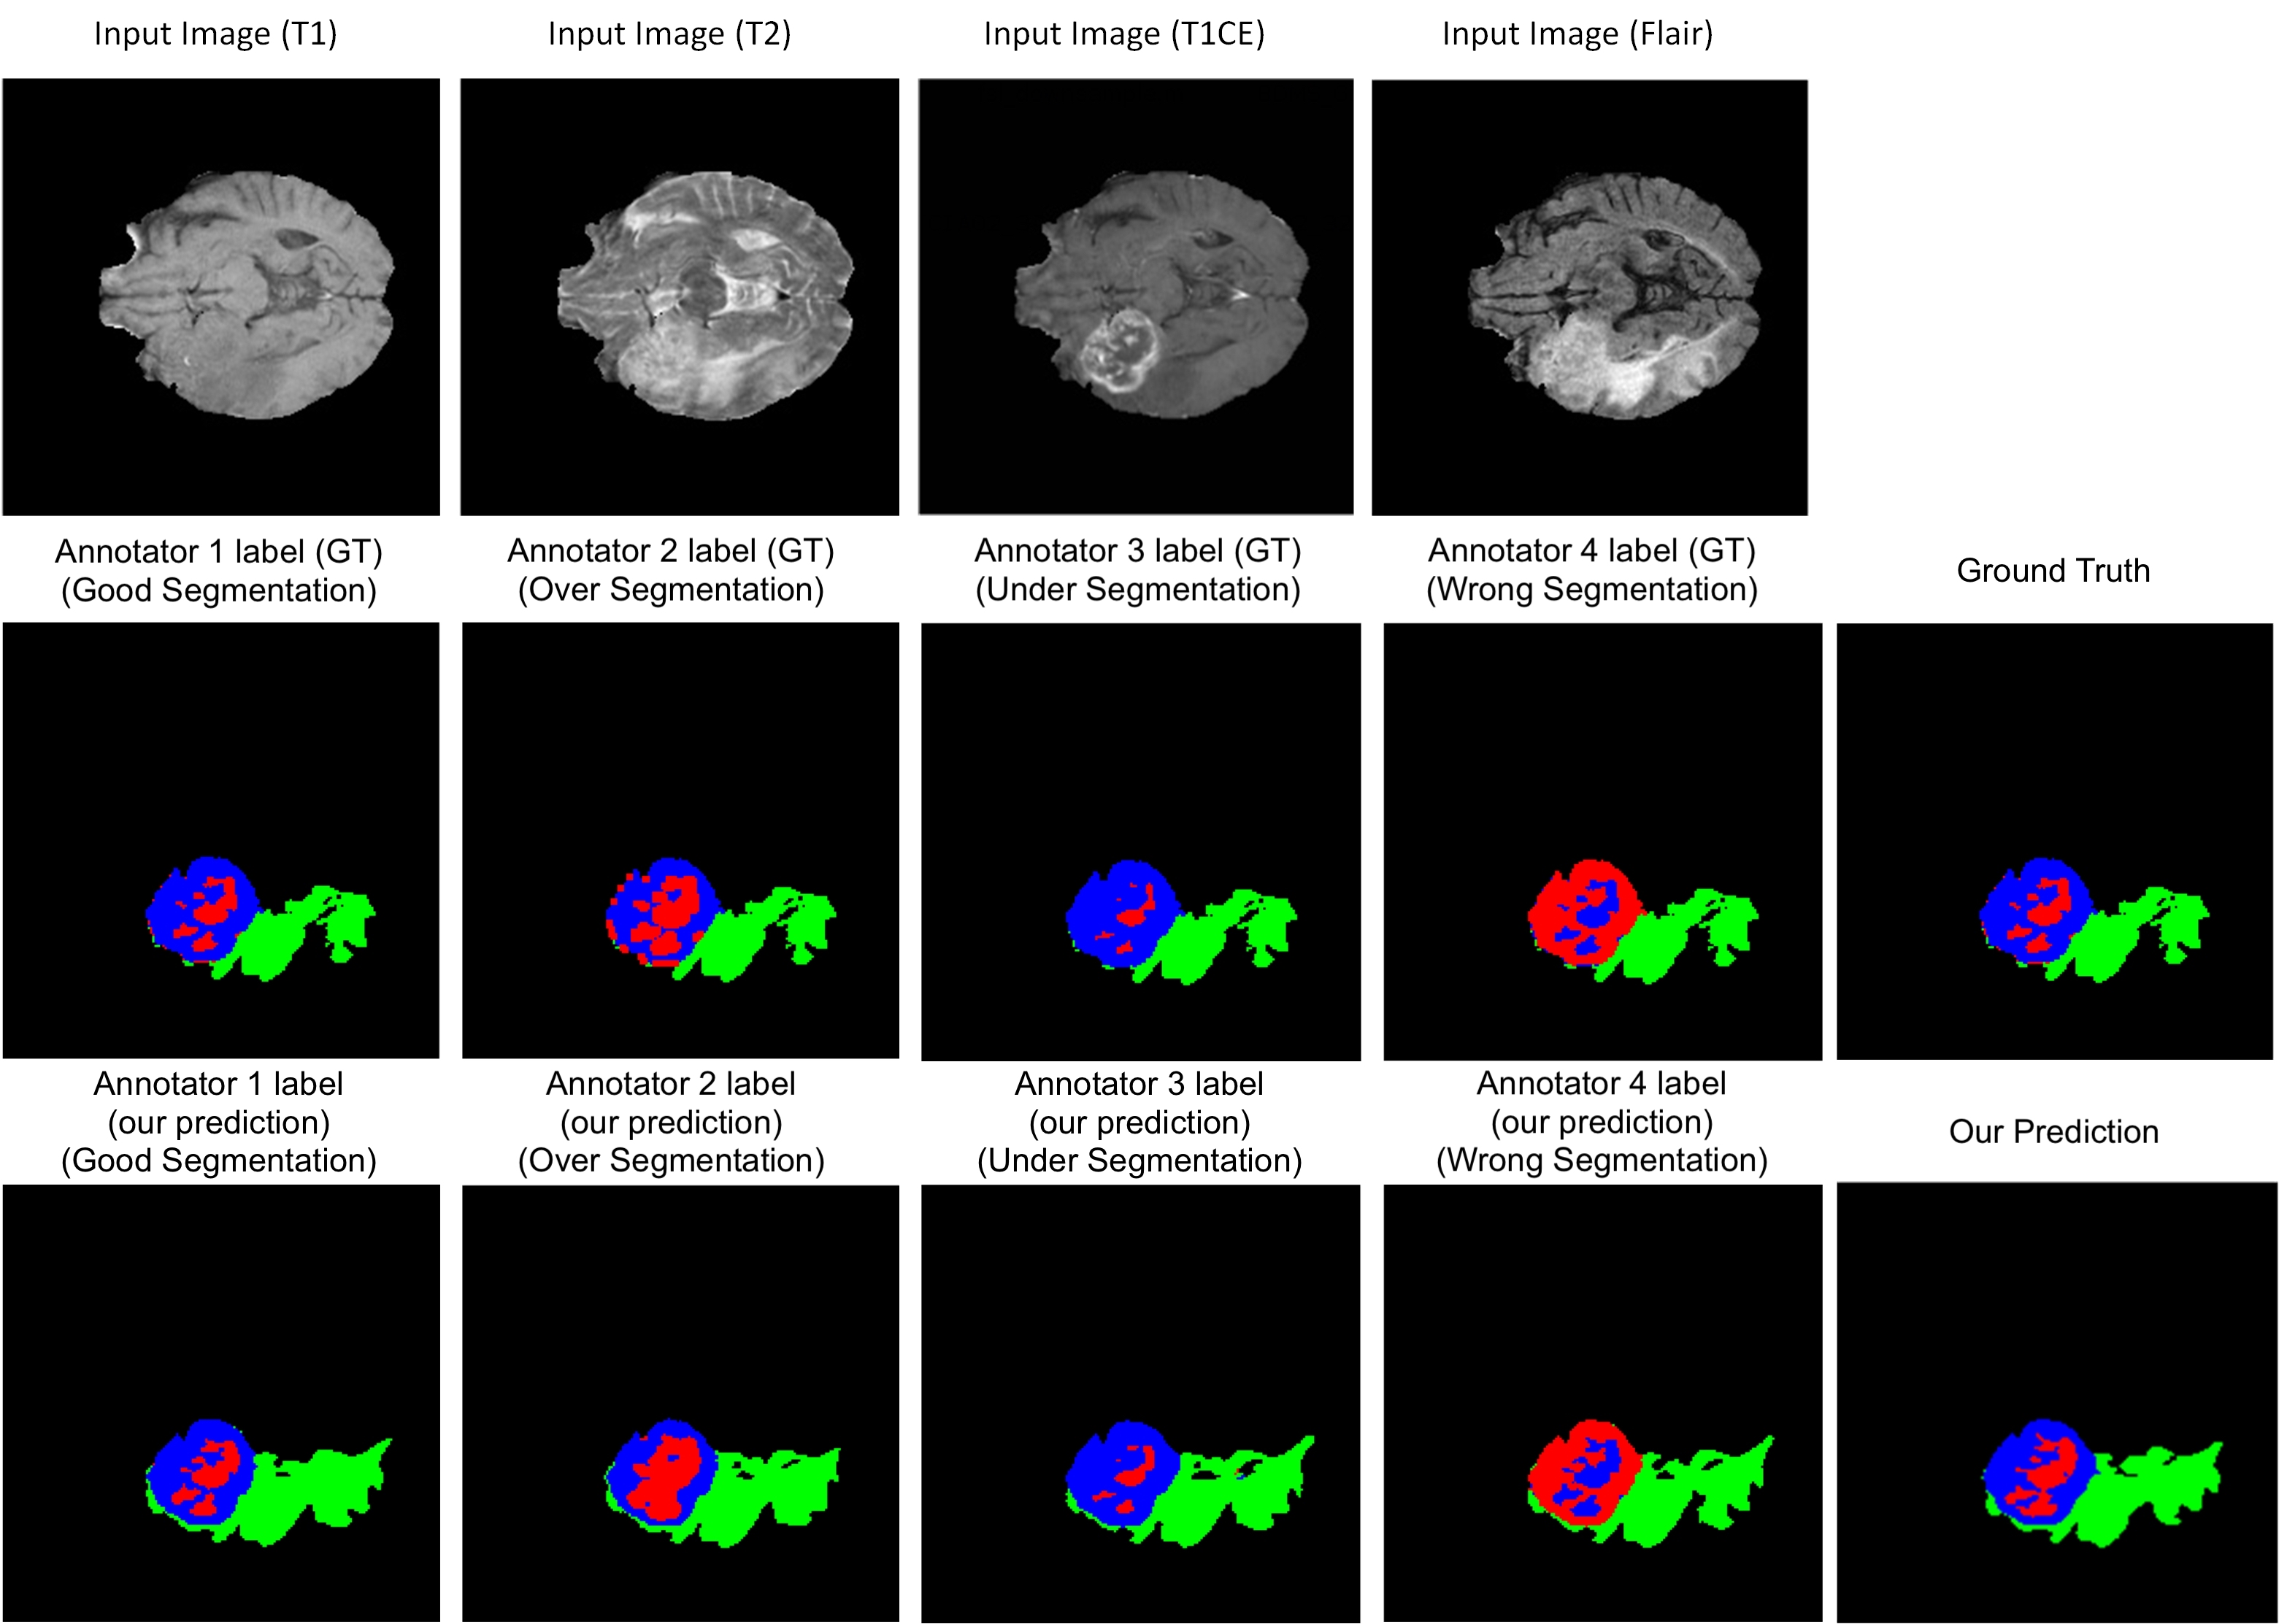 Input Image (T1)
Input Image (T2)
Input Image (T1CE)
Input Image (Flair)
Annotator 1 label (GT)
(Good Segmentation)
Annotator 2 label (GT)
(Over Segmentation)
Annotator 3 label (GT)
(Under Segmentation)
Annotator 4 label (GT)
(Wrong Segmentation)
Ground Truth
Annotator 1 label
(our prediction)
(Good Segmentation)
Annotator 2 label
(our prediction)
(Over Segmentation)
Annotator 3 label
(our prediction)
(Under Segmentation)
Annotator 4 label
(our prediction)
(Wrong Segmentation)
Our Prediction